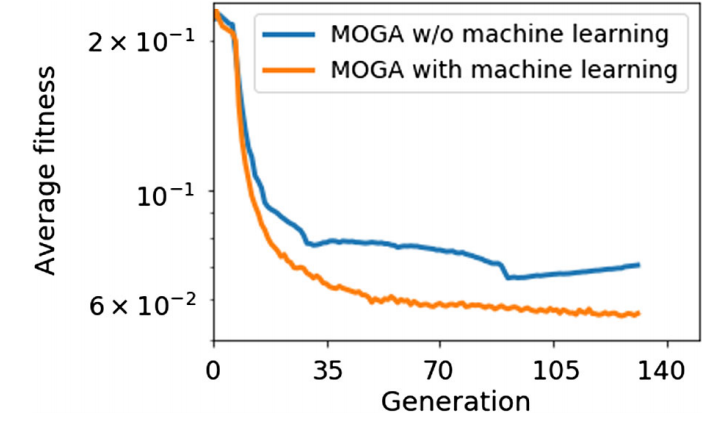 MOGA w/o machine learning
MOGA with machine learning
Average fitness
2 × 10⁻¹
10⁻¹
6 × 10⁻²
0 35 70 105 140
Generation